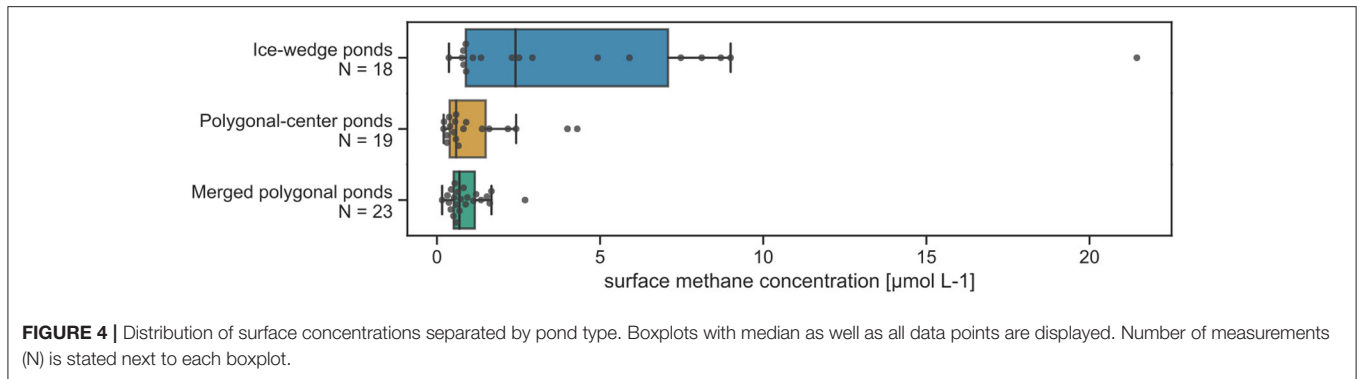 Ice-wedge ponds
N = 18
Polygonal-center ponds
N = 19
Merged polygonal ponds
N = 23
0 5 10 15 20
surface methane concentration [µmol L-1]
FIGURE 4 | Distribution of surface concentrations separated by pond type. Boxplots with median as well as all data points are displayed. Number of measurements
(N) is stated next to each boxplot.